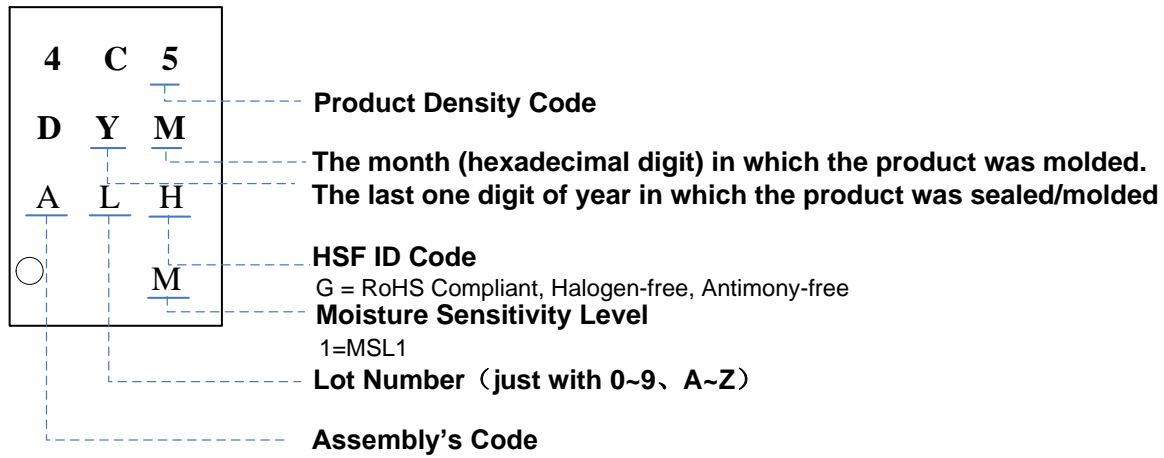 4 C 5
Product Density Code
D Y M
The month (hexadecimal digit) in which the product was molded.
The last one digit of year in which the product was sealed/molded
A L H
HSF ID Code
G = RoHS Compliant, Halogen-free, Antimony-free
M
Moisture Sensitivity Level
1=MSL1
Lot Number（just with 0~9、A~Z）
Assembly's Code